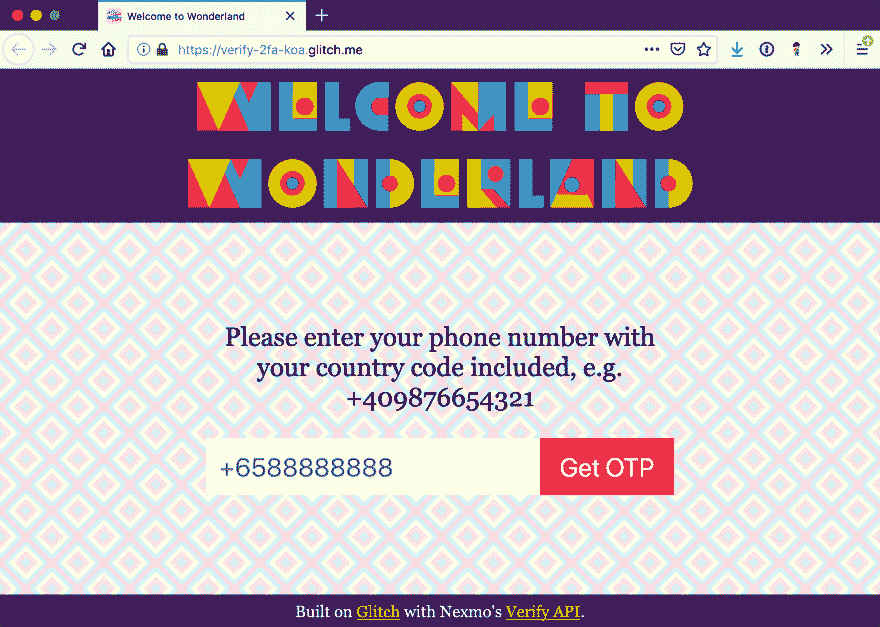 Welcome to Wonderland
https://verify-2fa-koa.glitch.me
WELCOME TO
WONDERLAND
Please enter your phone number with
your country code included, e.g.
+409876654321
+6588888888
Get OTP
Built on Glitch with Nexmo's Verify API.